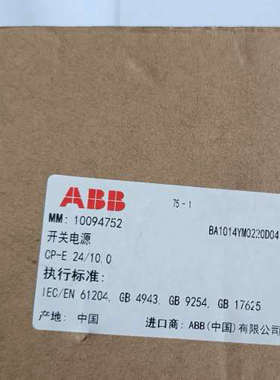 ABB
75-1
MM: 10094752
BA1014YM0220D04
开关电源
CP-E 24/10.0
执行标准:
IEC/EN 61204, GB 4943, GB 9254, GB 17625
产地: 中国 进口商: ABB(中国)有限公